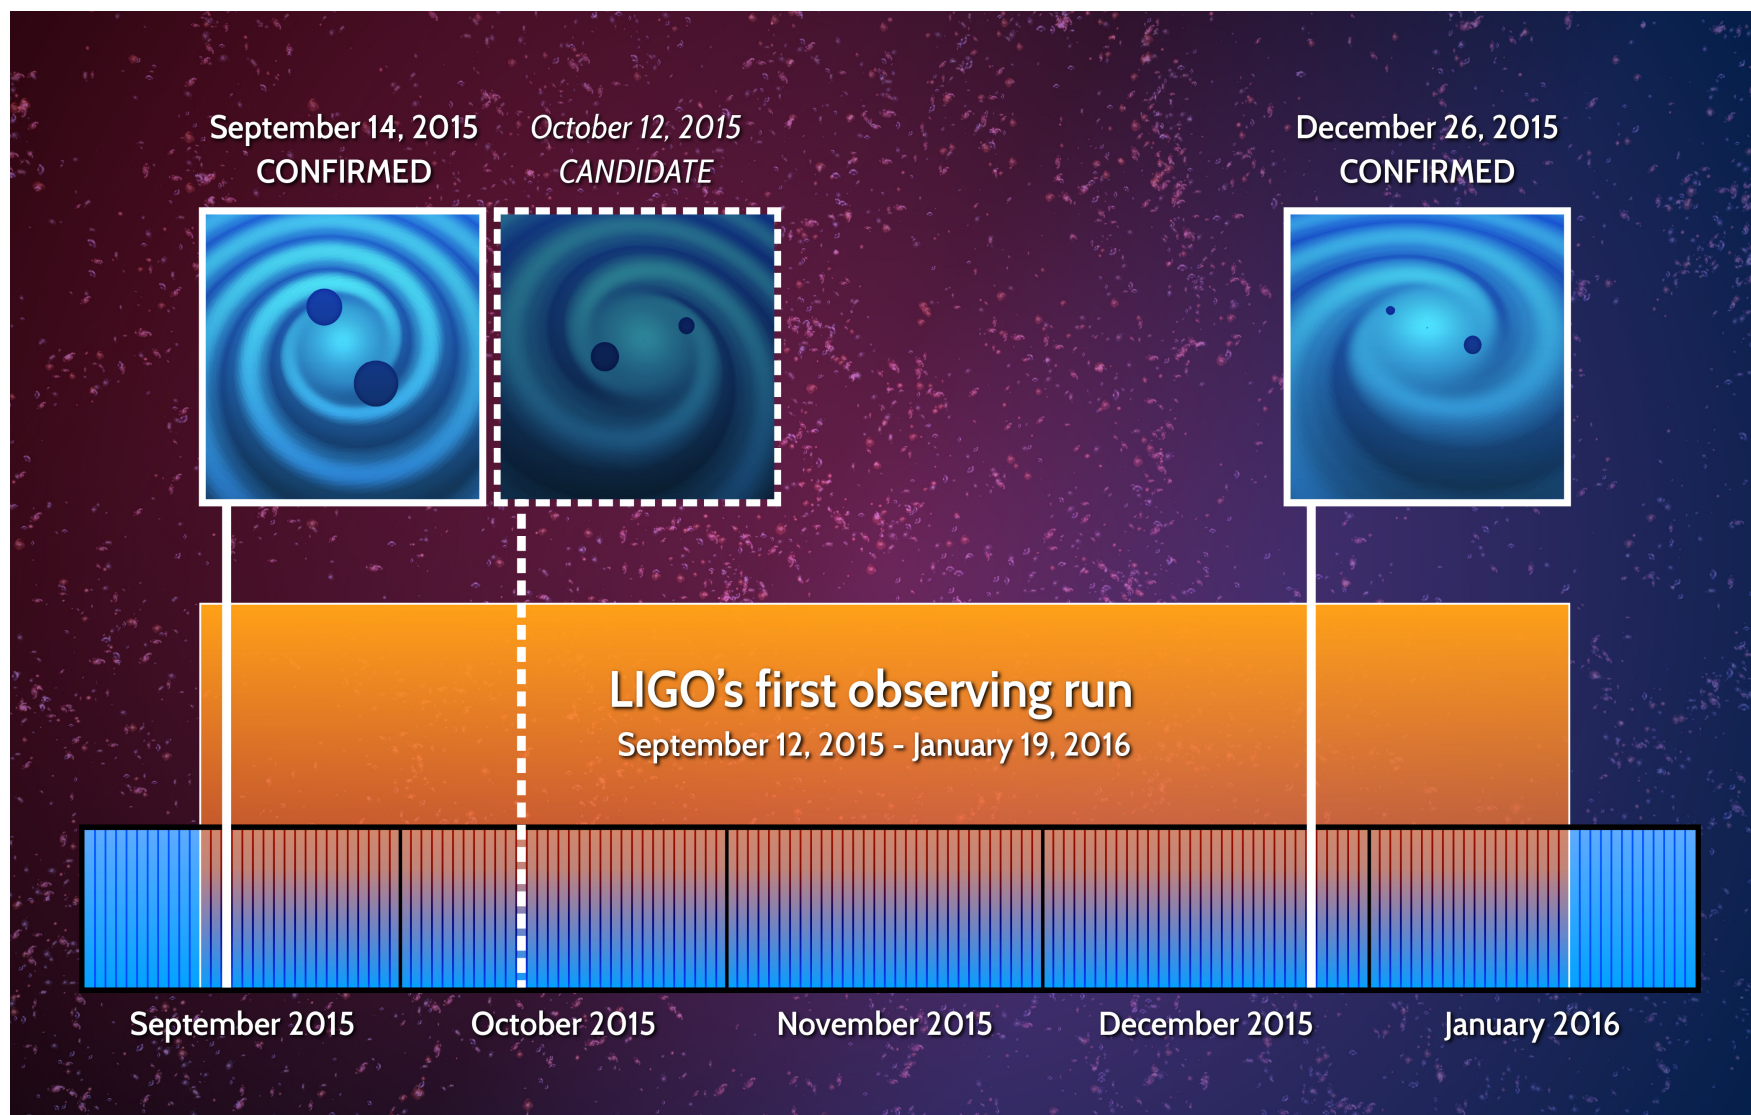 September 14, 2015
CONFIRMED
October 12, 2015
CANDIDATE
December 26, 2015
CONFIRMED
LIGO’s first observing run
September 12, 2015 - January 19, 2016
September 2015
October 2015
November 2015
December 2015
January 2016